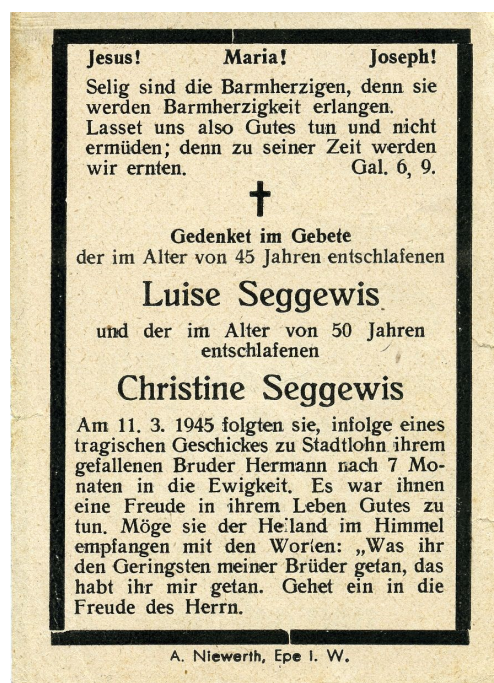 Jesus! Maria! Joseph!
Selig sind die Barmherzigen, denn sie
werden Barmherzigkeit erlangen.
Lasset uns also Gutes tun und nicht
ermüden; denn zu seiner Zeit werden
wir ernten. Gal. 6, 9.
Gedenket im Gebete
der im Alter von 45 Jahren entschlafenen
Luise Seggewis
und der im Alter von 50 Jahren
entschlafenen
Christine Seggewis
Am 11. 3. 1945 folgten sie, infolge eines
tragischen Geschickes zu Stadtlohn ihrem
gefallenen Bruder Hermann nach 7 Mo-
naten in die Ewigkeit. Es war ihnen
eine Freude in ihrem Leben Gutes zu
tun. Möge sie der Heiland im Himmel
empfangen mit den Worten: „Was ihr
den Geringsten meiner Brüder getan, das
habt ihr mir getan. Gehet ein in die
Freude des Herrn.
A. Niewerth, Epe I. W.